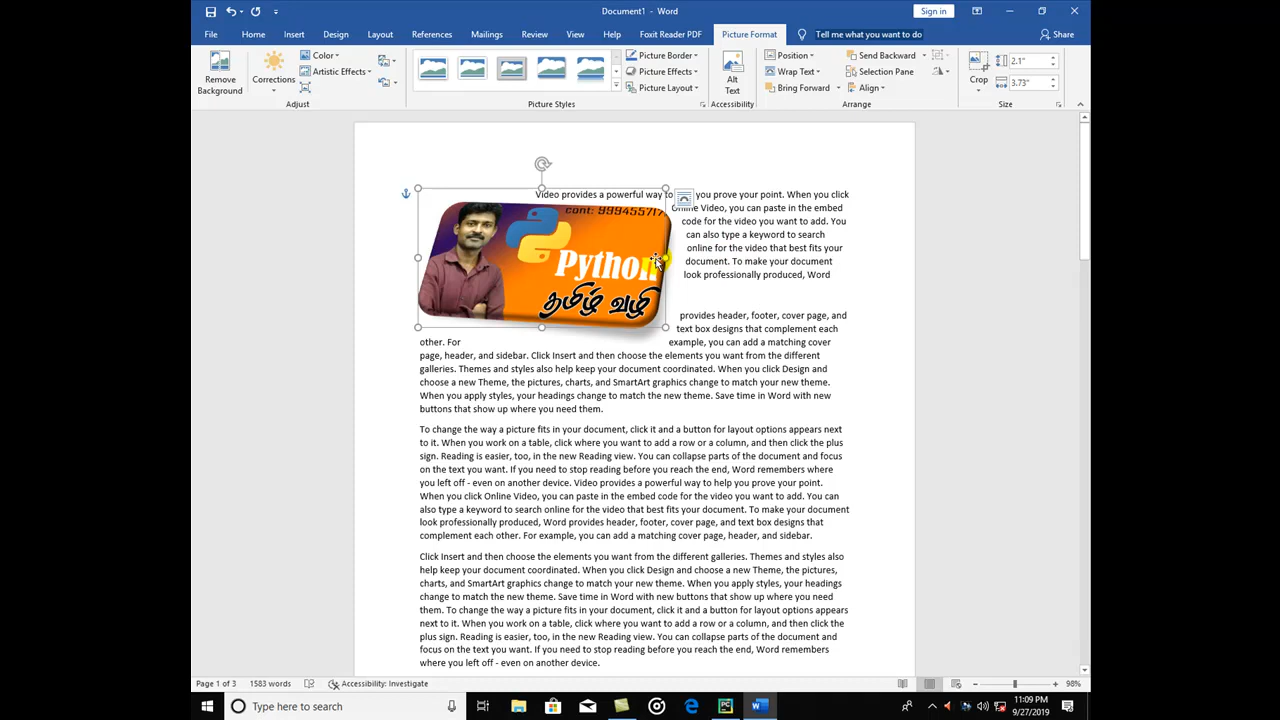 Document1 - Word
Sign in
File Home Insert Design Layout References Mailings Review View Help Foxit Reader PDF Picture Format Tell me what you want to do Share
Remove Background
Corrections
Color
Artistic Effects
Adjust
Picture Styles
Picture Border
Picture Effects
Picture Layout
Alt Text
Accessibility
Position
Wrap Text
Bring Forward
Send Backward
Selection Pane
Align
Arrange
Crop
2.1"
3.73"
Size
Video provides a powerful way to you prove your point. When you click
Online Video, you can paste in the embed
code for the video you want to add. You
can also type a keyword to search
online for the video that best fits your
document. To make your document
look professionally produced, Word
cont: 999455717
Python
தமிழ் வழி
provides header, footer, cover page, and
text box designs that complement each
other. For example, you can add a matching cover
page, header, and sidebar. Click Insert and then choose the elements you want from the different
galleries. Themes and styles also help keep your document coordinated. When you click Design and
choose a new Theme, the pictures, charts, and SmartArt graphics change to match your new theme.
When you apply styles, your headings change to match the new theme. Save time in Word with new
buttons that show up where you need them.
To change the way a picture fits in your document, click it and a button for layout options appears next
to it. When you work on a table, click where you want to add a row or a column, and then click the plus
sign. Reading is easier, too, in the new Reading view. You can collapse parts of the document and focus
on the text you want. If you need to stop reading before you reach the end, Word remembers where
you left off - even on another device. Video provides a powerful way to help you prove your point.
When you click Online Video, you can paste in the embed code for the video you want to add. You can
also type a keyword to search online for the video that best fits your document. To make your document
look professionally produced, Word provides header, footer, cover page, and text box designs that
complement each other. For example, you can add a matching cover page, header, and sidebar.
Click Insert and then choose the elements you want from the different galleries. Themes and styles also
help keep your document coordinated. When you click Design and choose a new Theme, the pictures,
charts, and SmartArt graphics change to match your new theme. When you apply styles, your headings
change to match the new theme. Save time in Word with new buttons that show up where you need
them. To change the way a picture fits in your document, click it and a button for layout options appears
next to it. When you work on a table, click where you want to add a row or a column, and then click the
plus sign. Reading is easier, too, in the new Reading view. You can collapse parts of the document and
focus on the text you want. If you need to stop reading before you reach the end, Word remembers
where you left off - even on another device.
Page 1 of 3 1583 words Accessibility: Investigate 98%
Type here to search
11:09 PM
9/27/2019